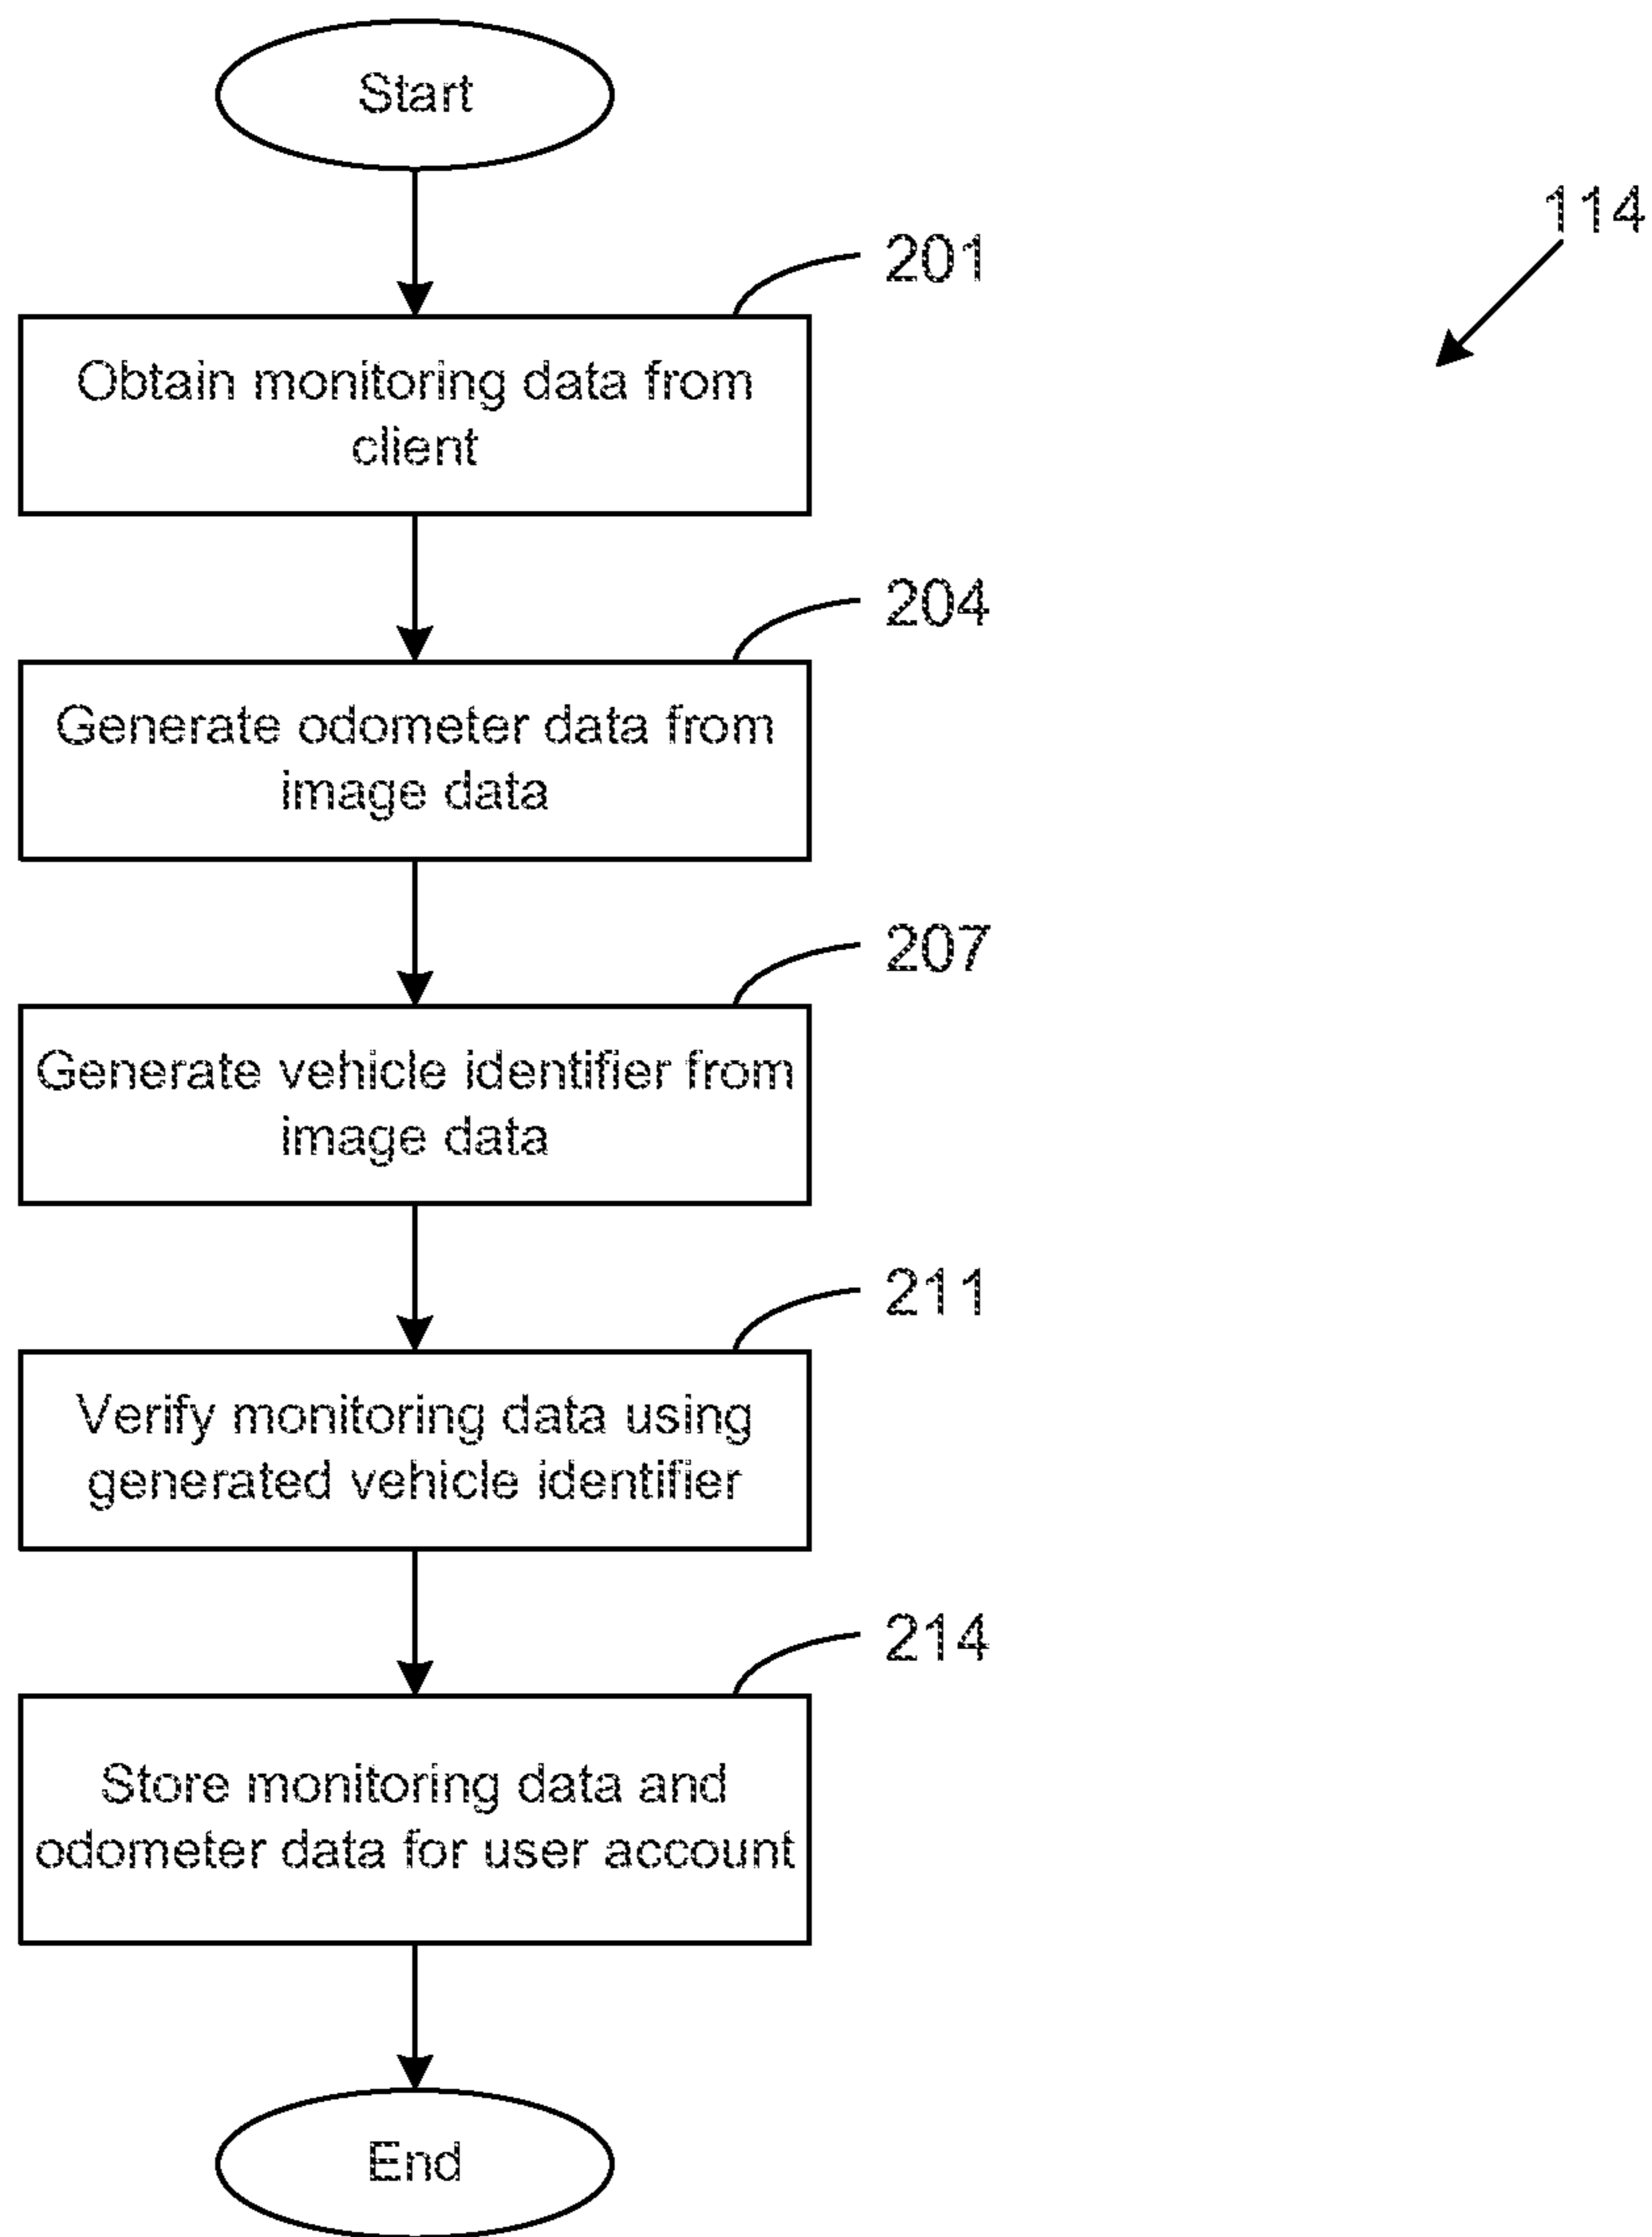 Start
114
201
Obtain monitoring data from
client
204
Generate odometer data from
image data
207
Generate vehicle identifier from
image data
211
Verify monitoring data using
generated vehicle identifier
214
Store monitoring data and
odometer data for user account
End